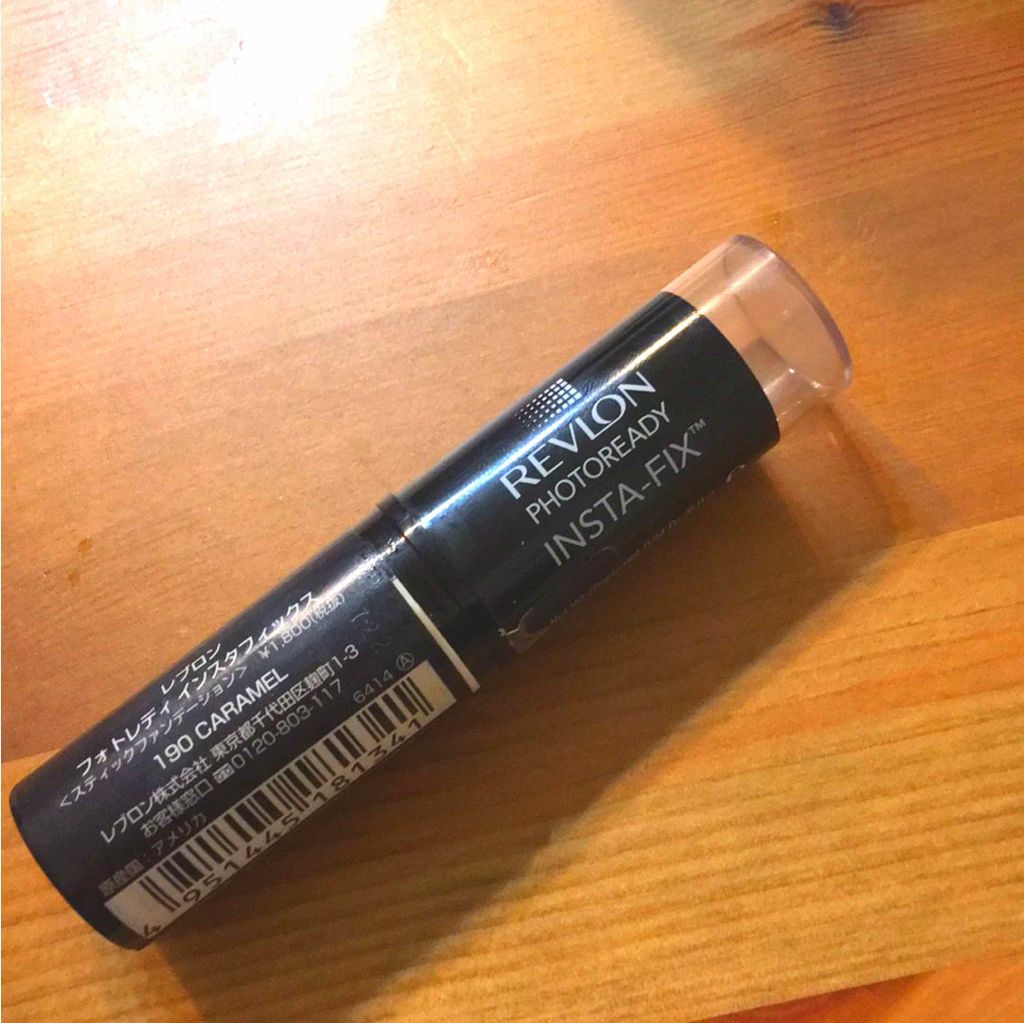 REVLON
PHOTOREADY
INSTA-FIX™
レブロン
フォトレディ インスタフィックス
<スティックファンデーション> ¥1,800(税抜)
190 CARAMEL
レブロン株式会社 東京都千代田区麹町1-3
お客様窓口 0120-803-117
原産国:アメリカ
6414 Ⓐ
4951445181341